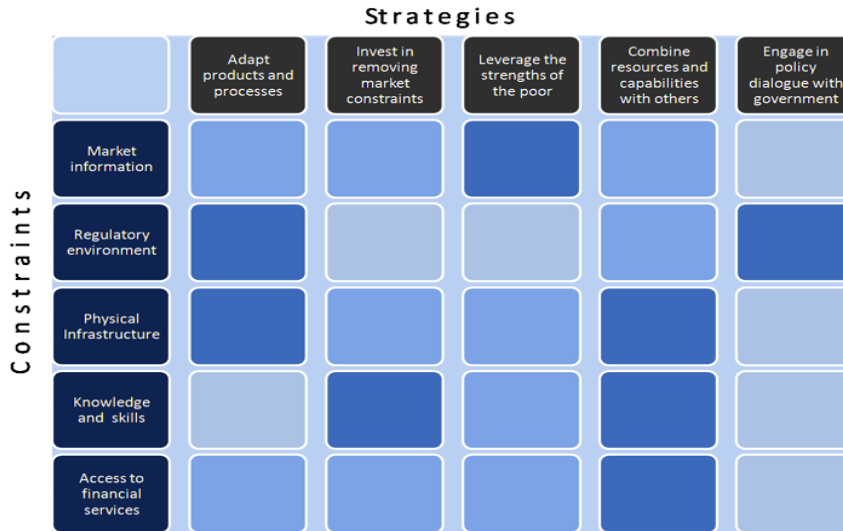 Strategies
Adapt
products and
processes
Invest in
removing
market
constraints
Leverage the
strengths of
the poor
Combine
resources and
capabilities
with others
Engage in
policy
dialogue with
government
Constraints
Market
information
Regulatory
environment
Physical
Infrastructure
Knowledge
and skills
Access to
financial
services